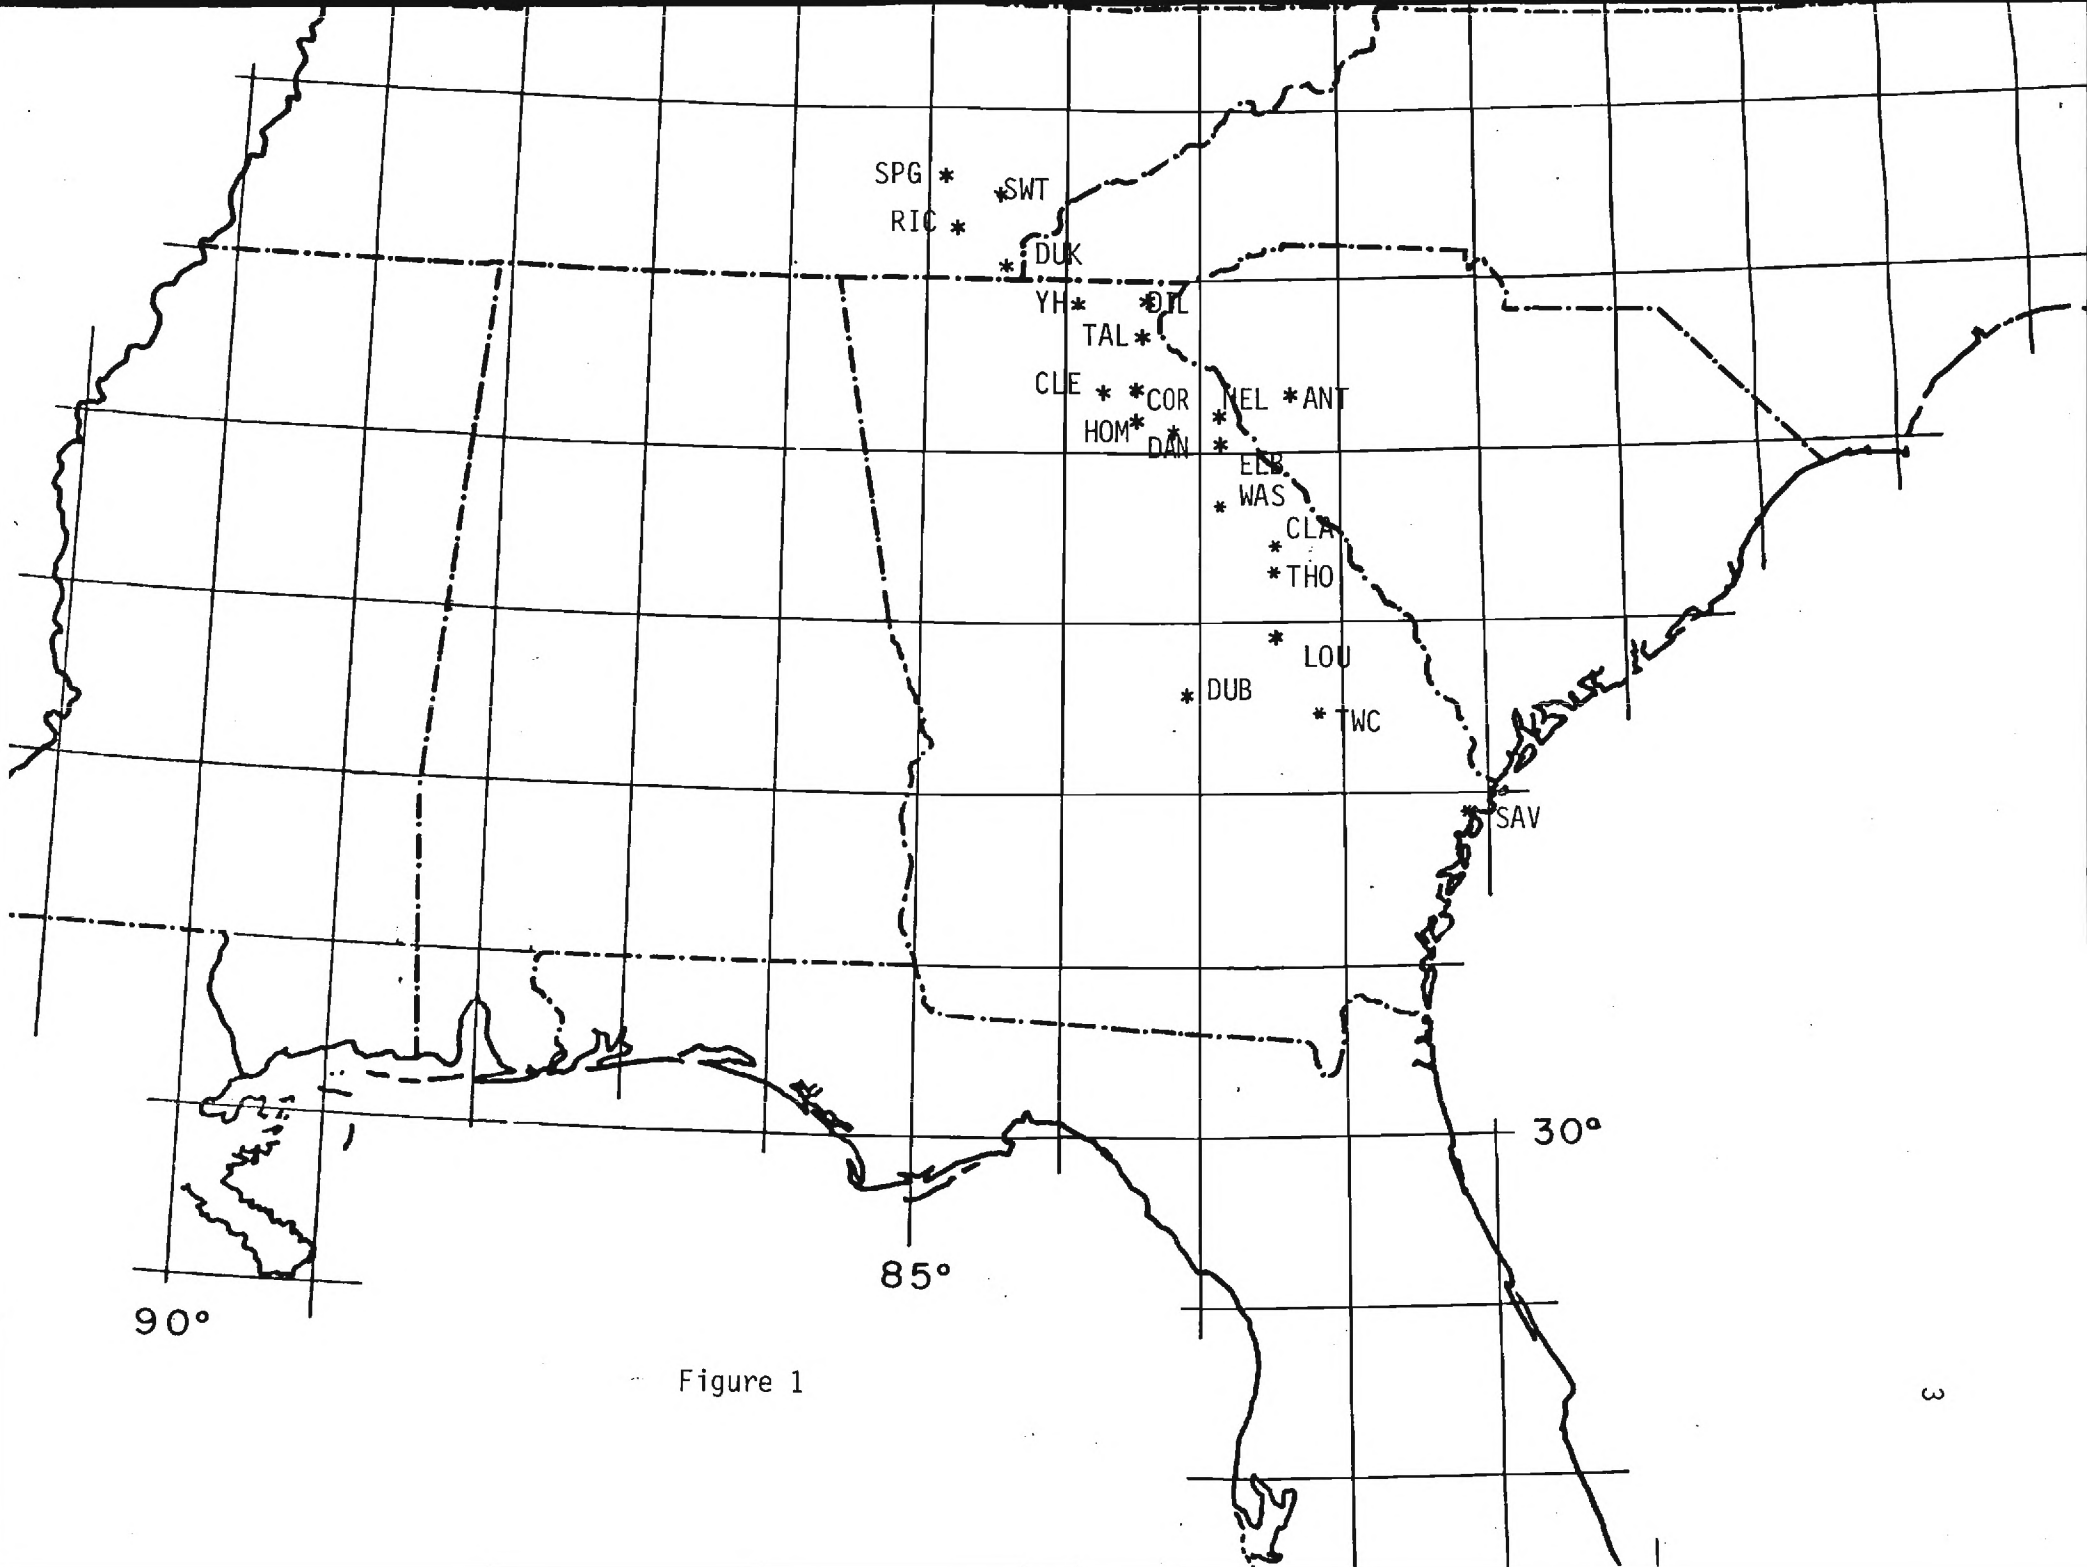 SPG *
*SWT
RIC *
* DUK
YH*
*DIL
TAL *
CLE *
* COR
*HEL
*ANT
HOM*
* DAN
* ELB
* WAS
* CLA
*THO
* LOU
* DUB
* TWC
* SAV
30°
85°
90°
Figure 1
3